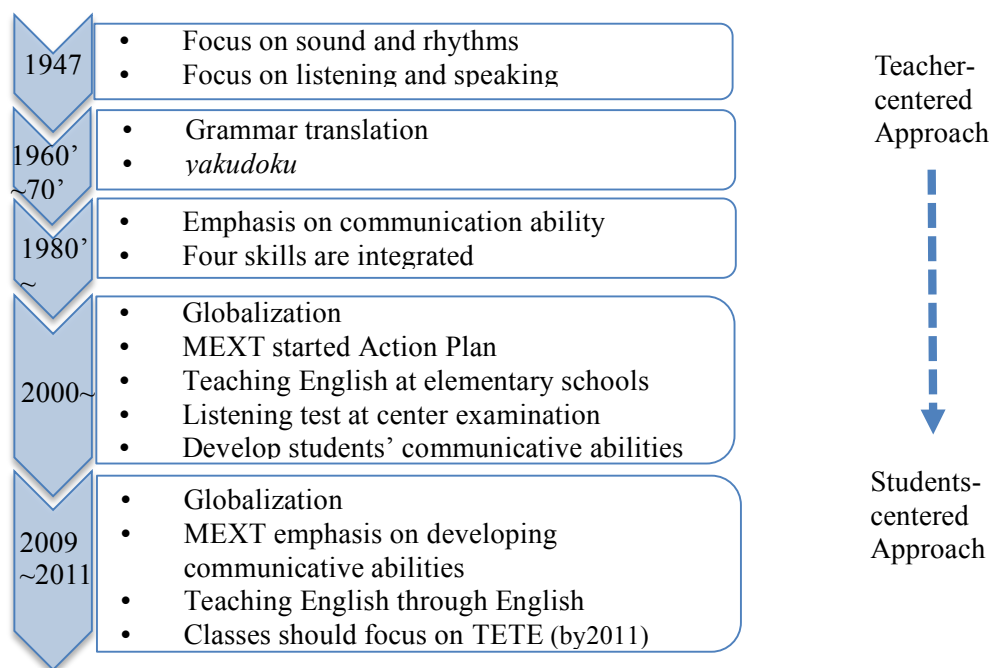 1947
• Focus on sound and rhythms
• Focus on listening and speaking
1960’
~70’
• Grammar translation
• yakudoku
1980’
~
• Emphasis on communication ability
• Four skills are integrated
2000~
• Globalization
• MEXT started Action Plan
• Teaching English at elementary schools
• Listening test at center examination
• Develop students’ communicative abilities
2009
~2011
• Globalization
• MEXT emphasis on developing
communicative abilities
• Teaching English through English
• Classes should focus on TETE (by2011)
Teacher-
centered
Approach
Students-
centered
Approach